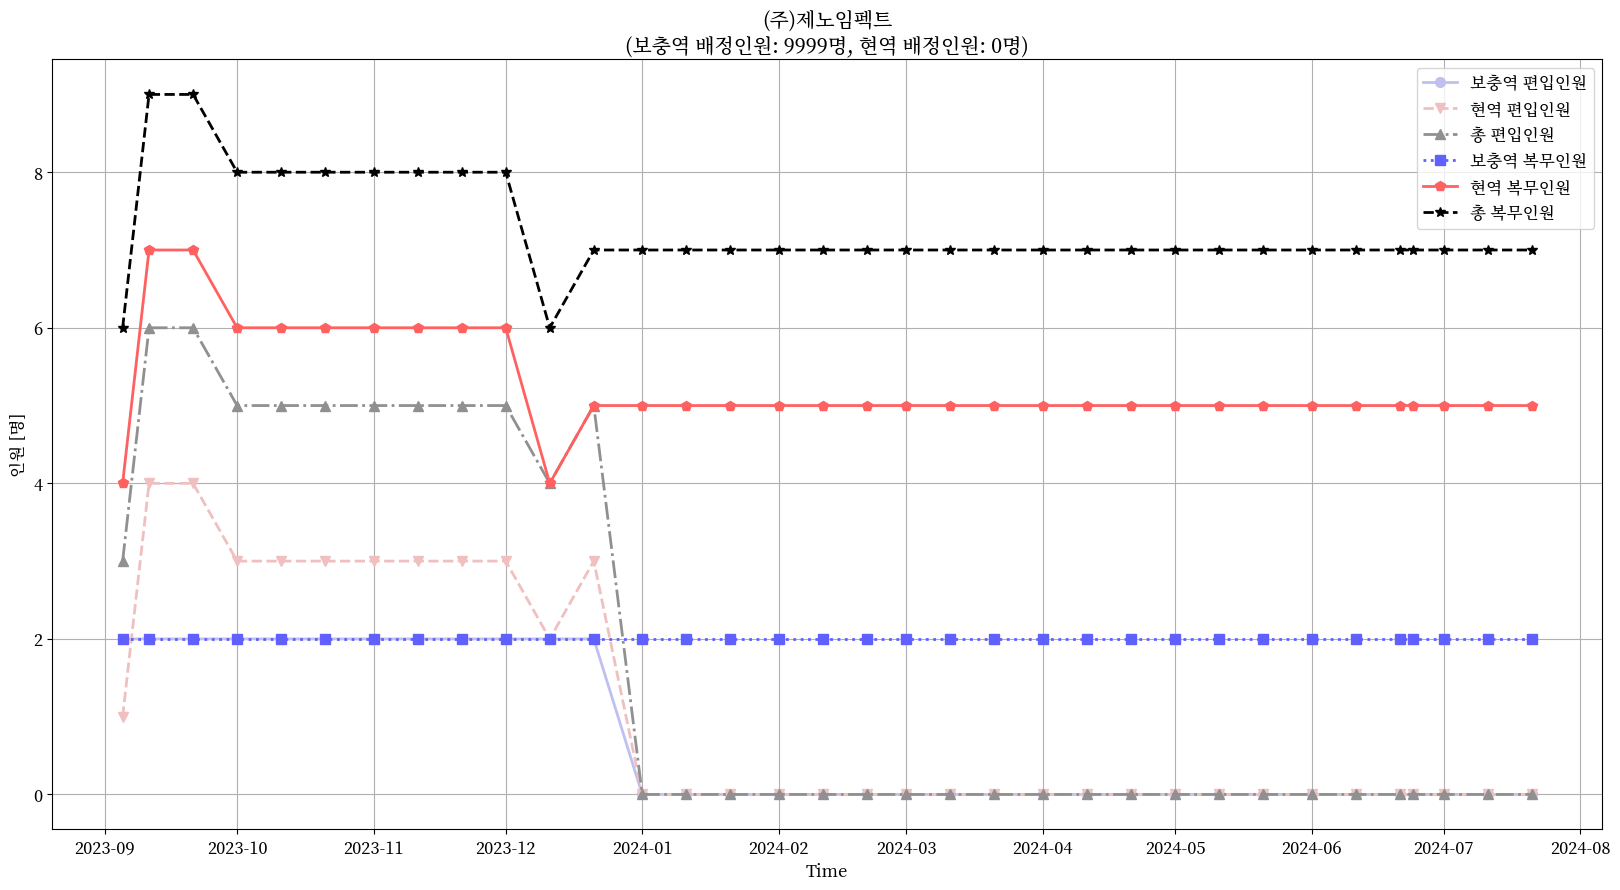 (주)제노임펙트
(보충역 배정인원: 9999명, 현역 배정인원: 0명)
보충역 편입인원
현역 편입인원
총 편입인원
보충역 복무인원
현역 복무인원
총 복무인원
인원 [명]
8
6
4
2
0
2023-09 2023-10 2023-11 2023-12 2024-01 2024-02 2024-03 2024-04 2024-05 2024-06 2024-07 2024-08
Time